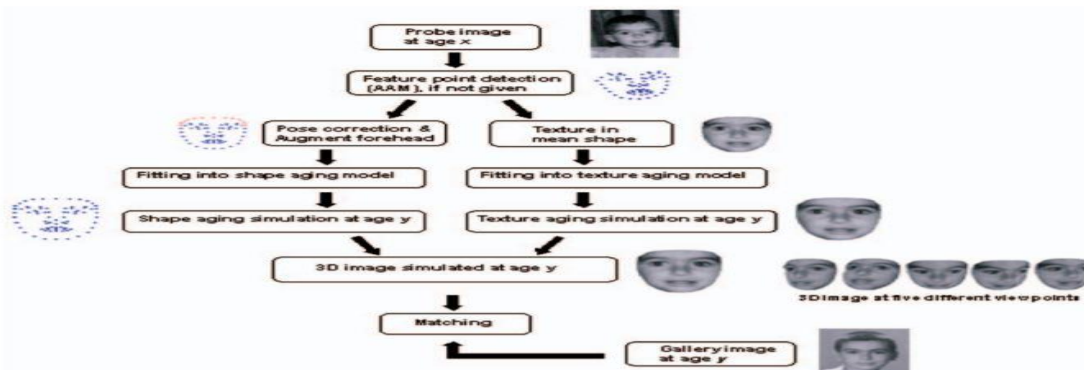 Probe image
at age x
Feature point detection
(AAM), if not given
Pose correction &
Augment forehead
Texture in
mean shape
Fitting into shape aging model
Fitting into texture aging model
Shape aging simulation at age y
Texture aging simulation at age y
3D image simulated at age y
3D image at five different view points
Matching
Gallery image
at age y